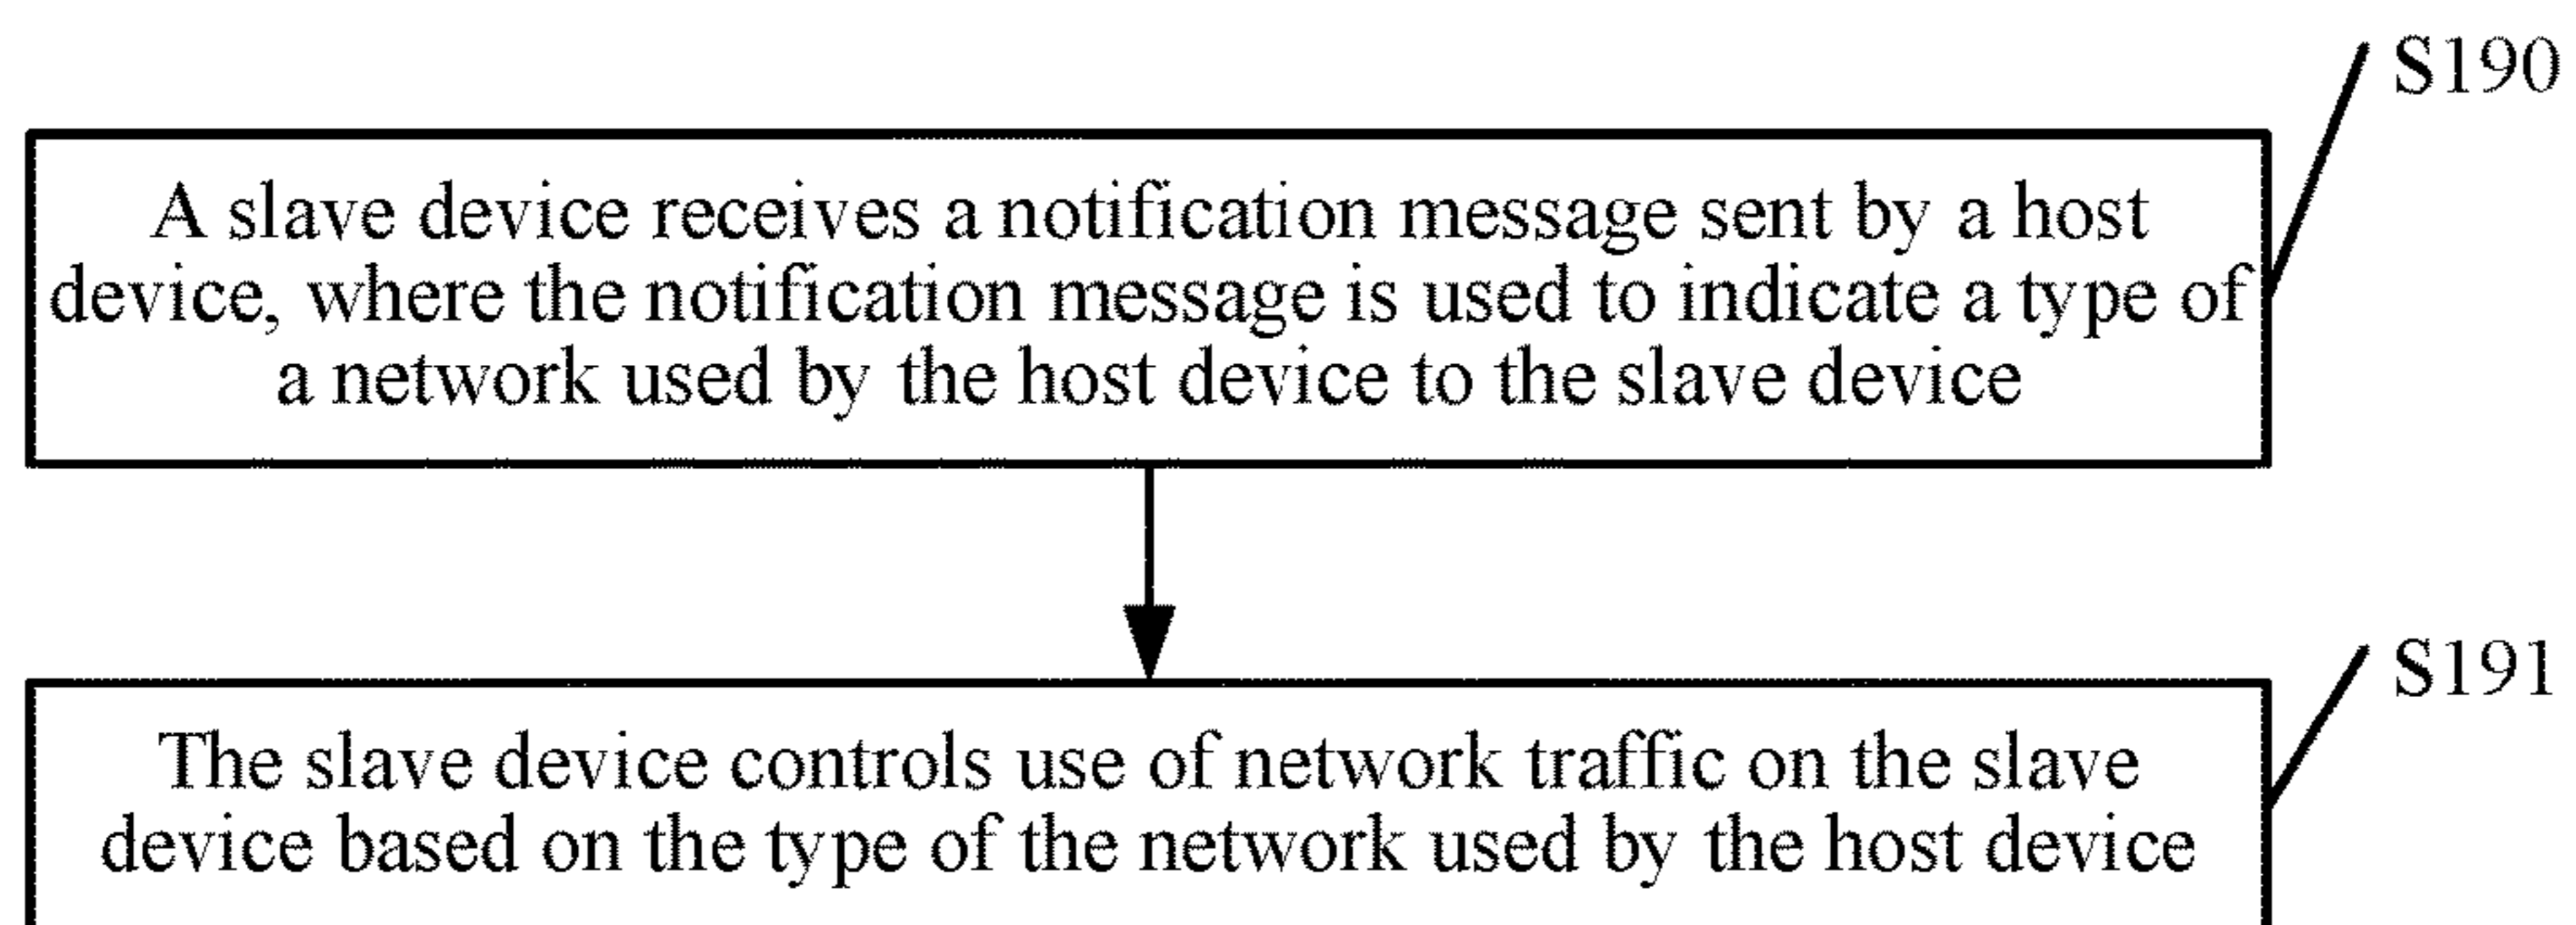 S190
A slave device receives a notification message sent by a host
device, where the notification message is used to indicate a type of
a network used by the host device to the slave device
S191
The slave device controls use of network traffic on the slave
device based on the type of the network used by the host device